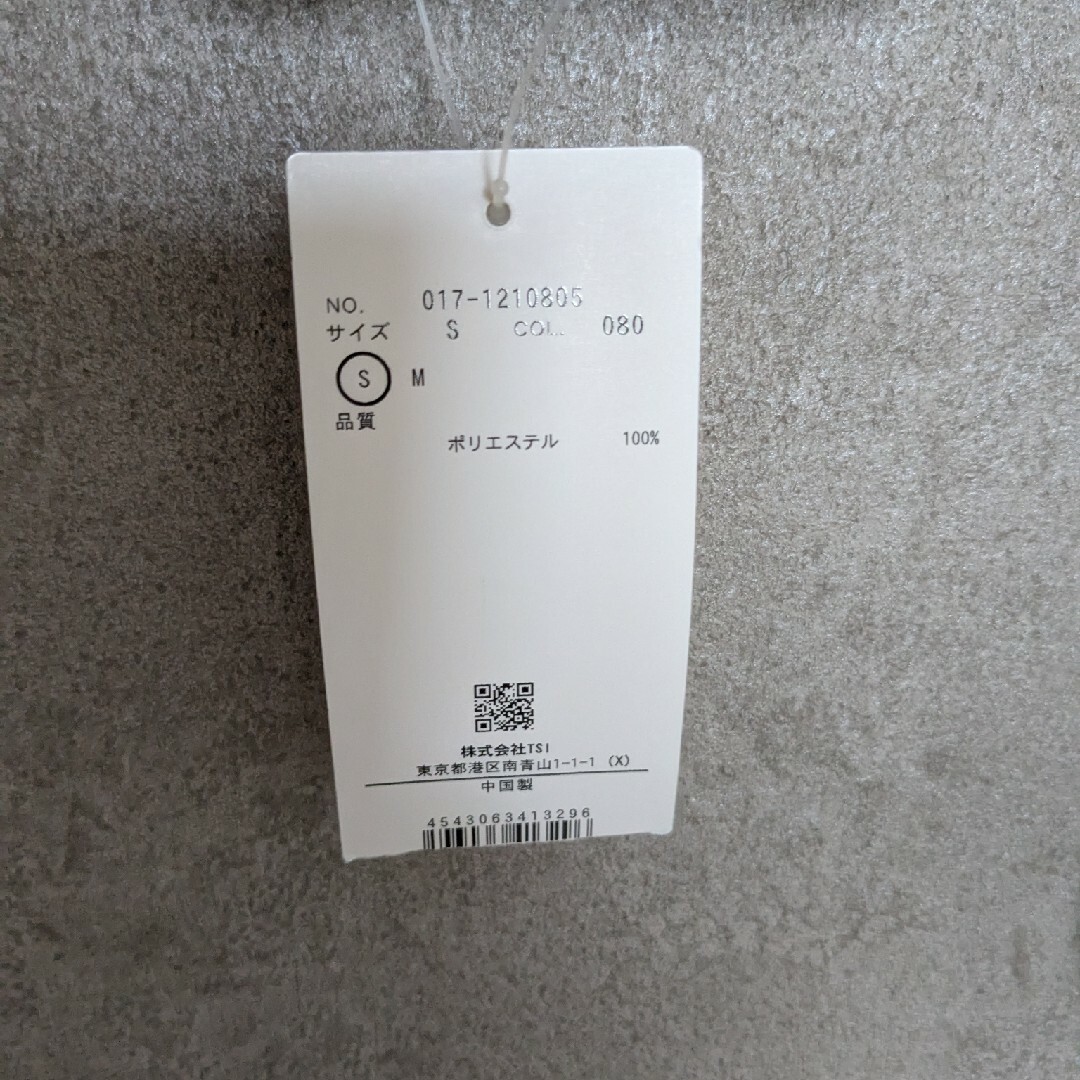 NO. 017-1210805
サイズ S COL. 080
S M
品質
ポリエステル 100%
株式会社TSI
東京都港区南青山1-1-1 (X)
中国製
4543063413296